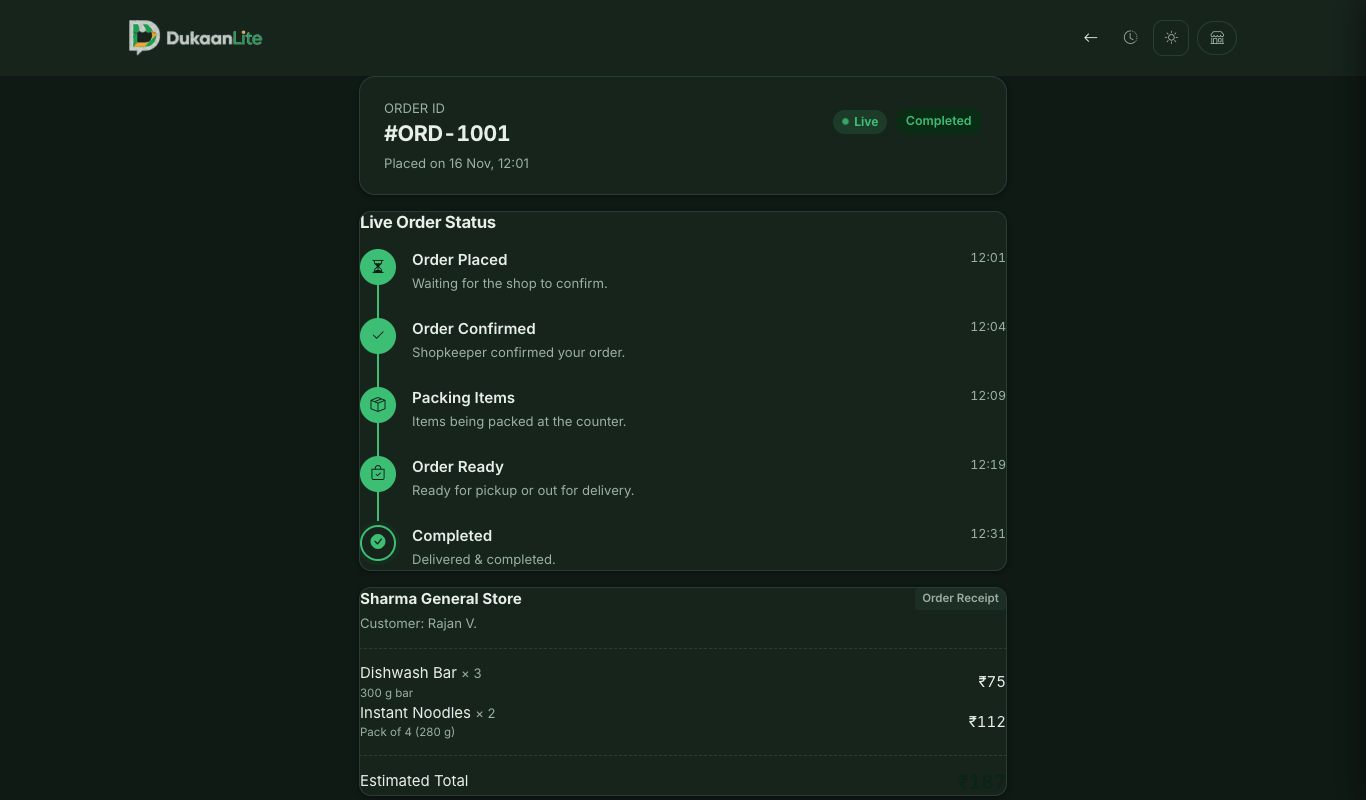 DukaanLite
ORDER ID
#ORD-1001
Placed on 16 Nov, 12:01
Live
Completed
Live Order Status
Order Placed
12:01
Waiting for the shop to confirm.
Order Confirmed
12:04
Shopkeeper confirmed your order.
Packing Items
12:09
Items being packed at the counter.
Order Ready
12:19
Ready for pickup or out for delivery.
Completed
12:31
Delivered & completed.
Sharma General Store
Order Receipt
Customer: Rajan V.
Dishwash Bar × 3
₹75
300 g bar
Instant Noodles × 2
₹112
Pack of 4 (280 g)
Estimated Total
₹187